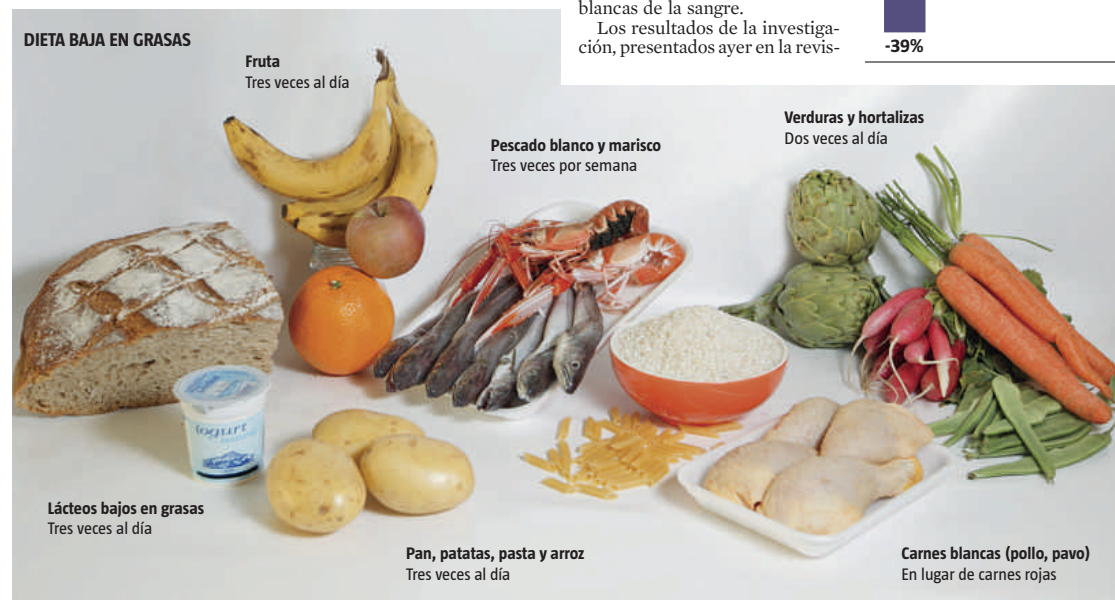 blancas de la sangre.
Los resultados de la investiga-
ción, presentados ayer en la revis-
-39%
DIETA BAJA EN GRASAS
Fruta
Tres veces al día
Pescado blanco y marisco
Tres veces por semana
Verduras y hortalizas
Dos veces al día
iogurt
Lácteos bajos en grasas
Tres veces al día
Pan, patatas, pasta y arroz
Tres veces al día
Carnes blancas (pollo, pavo)
En lugar de carnes rojas